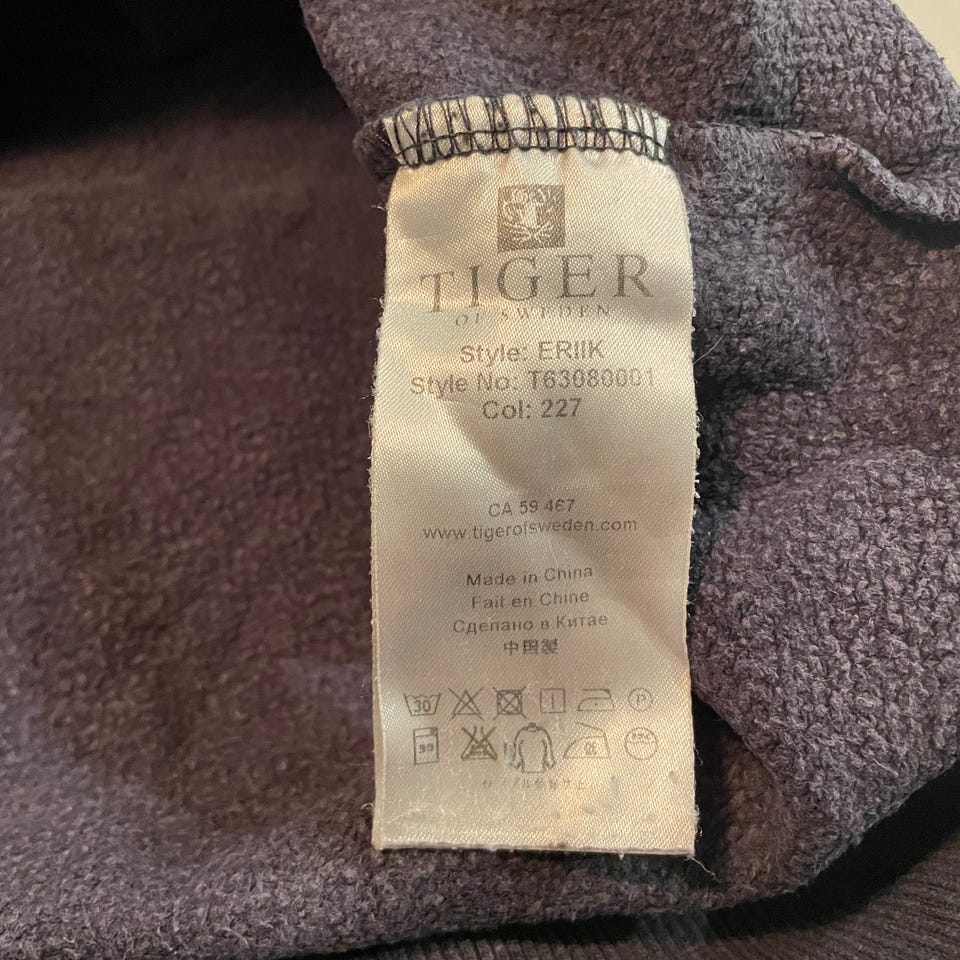 TIGER
OF SWEDEN
Style: ERIIK
Style No: T63080001
Col: 227
CA 59 467
www.tigerofsweden.com
Made in China
Fait en Chine
Сделано в Китае
中国製
30